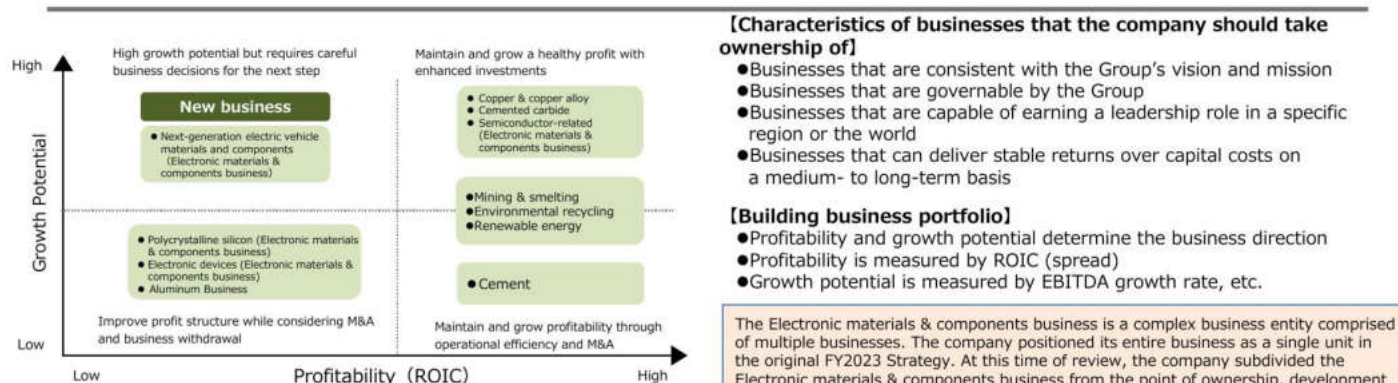 High growth potential but requires careful
business decisions for the next step
Maintain and grow a healthy profit with
enhanced investments
High
New business
● Next-generation electric vehicle
materials and components
(Electronic materials &
components business)
● Copper & copper alloy
● Cemented carbide
● Semiconductor-related
(Electronic materials &
components business)
Growth Potential
●Mining & smelting
●Environmental recycling
●Renewable energy
● Polycrystalline silicon (Electronic materials
& components business)
● Electronic devices (Electronic materials &
components business)
● Aluminum Business
● Cement
Improve profit structure while considering M&A
and business withdrawal
Maintain and grow profitability through
operational efficiency and M&A
Low
Low
Profitability (ROIC)
High
【Characteristics of businesses that the company should take
ownership of】
●Businesses that are consistent with the Group's vision and mission
●Businesses that are governable by the Group
●Businesses that are capable of earning a leadership role in a specific
region or the world
●Businesses that can deliver stable returns over capital costs on
a medium- to long-term basis
【Building business portfolio】
●Profitability and growth potential determine the business direction
●Profitability is measured by ROIC (spread)
●Growth potential is measured by EBITDA growth rate, etc.
The Electronic materials & components business is a complex business entity comprised
of multiple businesses. The company positioned its entire business as a single unit in
the original FY2023 Strategy. At this time of review, the company subdivided the
Electronic materials & components business from the point of ownership, development